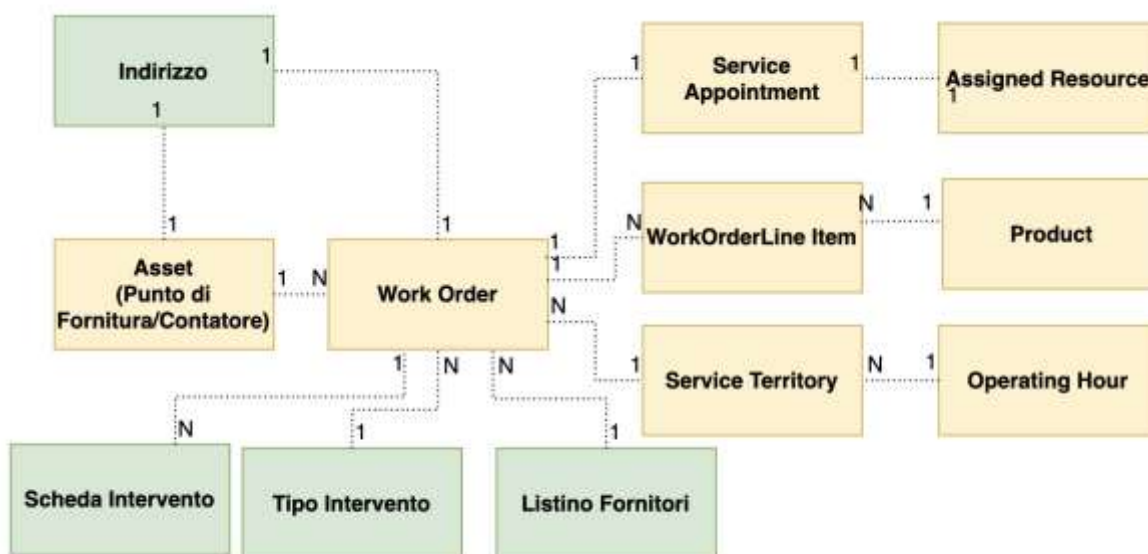 Indirizzo
1
1
1
1
Asset
(Punto di
Fornitura/Contatore)
1
N
Work Order
1
1
N
1
N
N
Service
Appointment
1
1
Assigned Resource
1
N
WorkOrderLine Item
N
1
Product
1
Service Territory
N
1
Operating Hour
N
Scheda Intervento
1
Tipo Intervento
1
Listino Fornitori